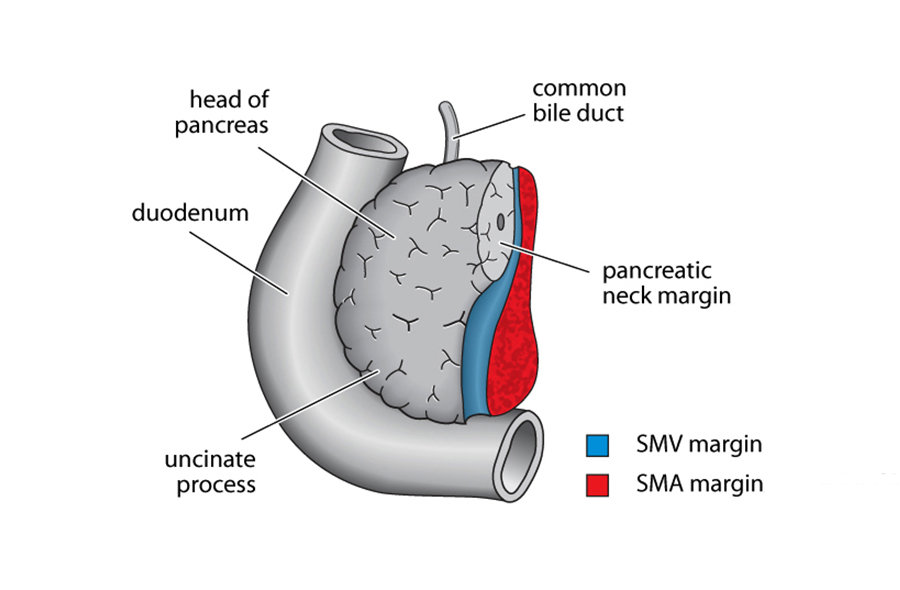 head of
pancreas
common
bile duct
duodenum
pancreatic
neck margin
uncinate
process
SMV margin
SMA margin